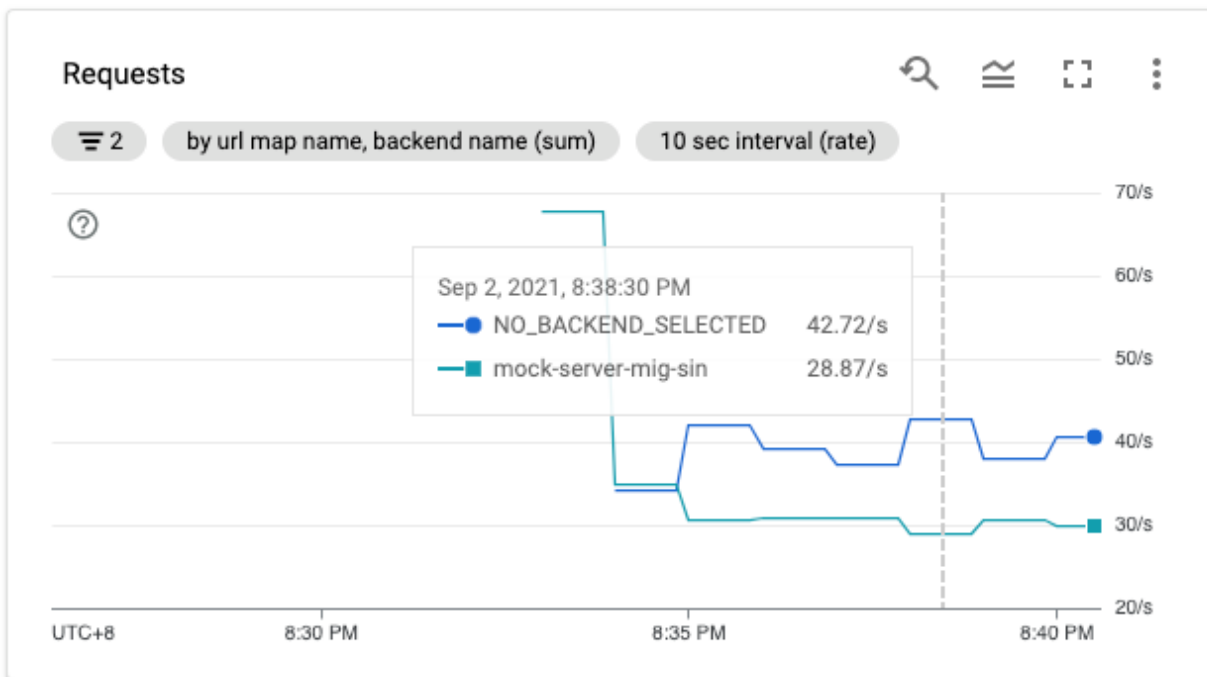 Requests
2 by url map name, backend name (sum) 10 sec interval (rate)
70/s
Sep 2, 2021, 8:38:30 PM
60/s
NO_BACKEND_SELECTED 42.72/s
mock-server-mig-sin 28.87/s
50/s
40/s
30/s
20/s
UTC+8 8:30 PM 8:35 PM 8:40 PM